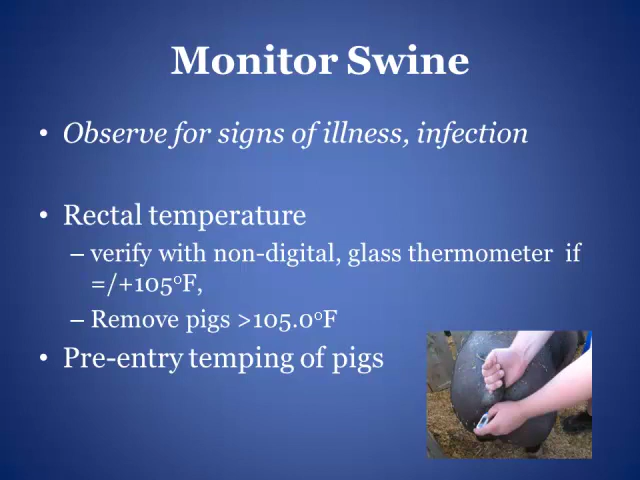 Monitor Swine
• Observe for signs of illness, infection
• Rectal temperature
– verify with non-digital, glass thermometer if
=/+105°F,
– Remove pigs >105.0°F
• Pre-entry temping of pigs